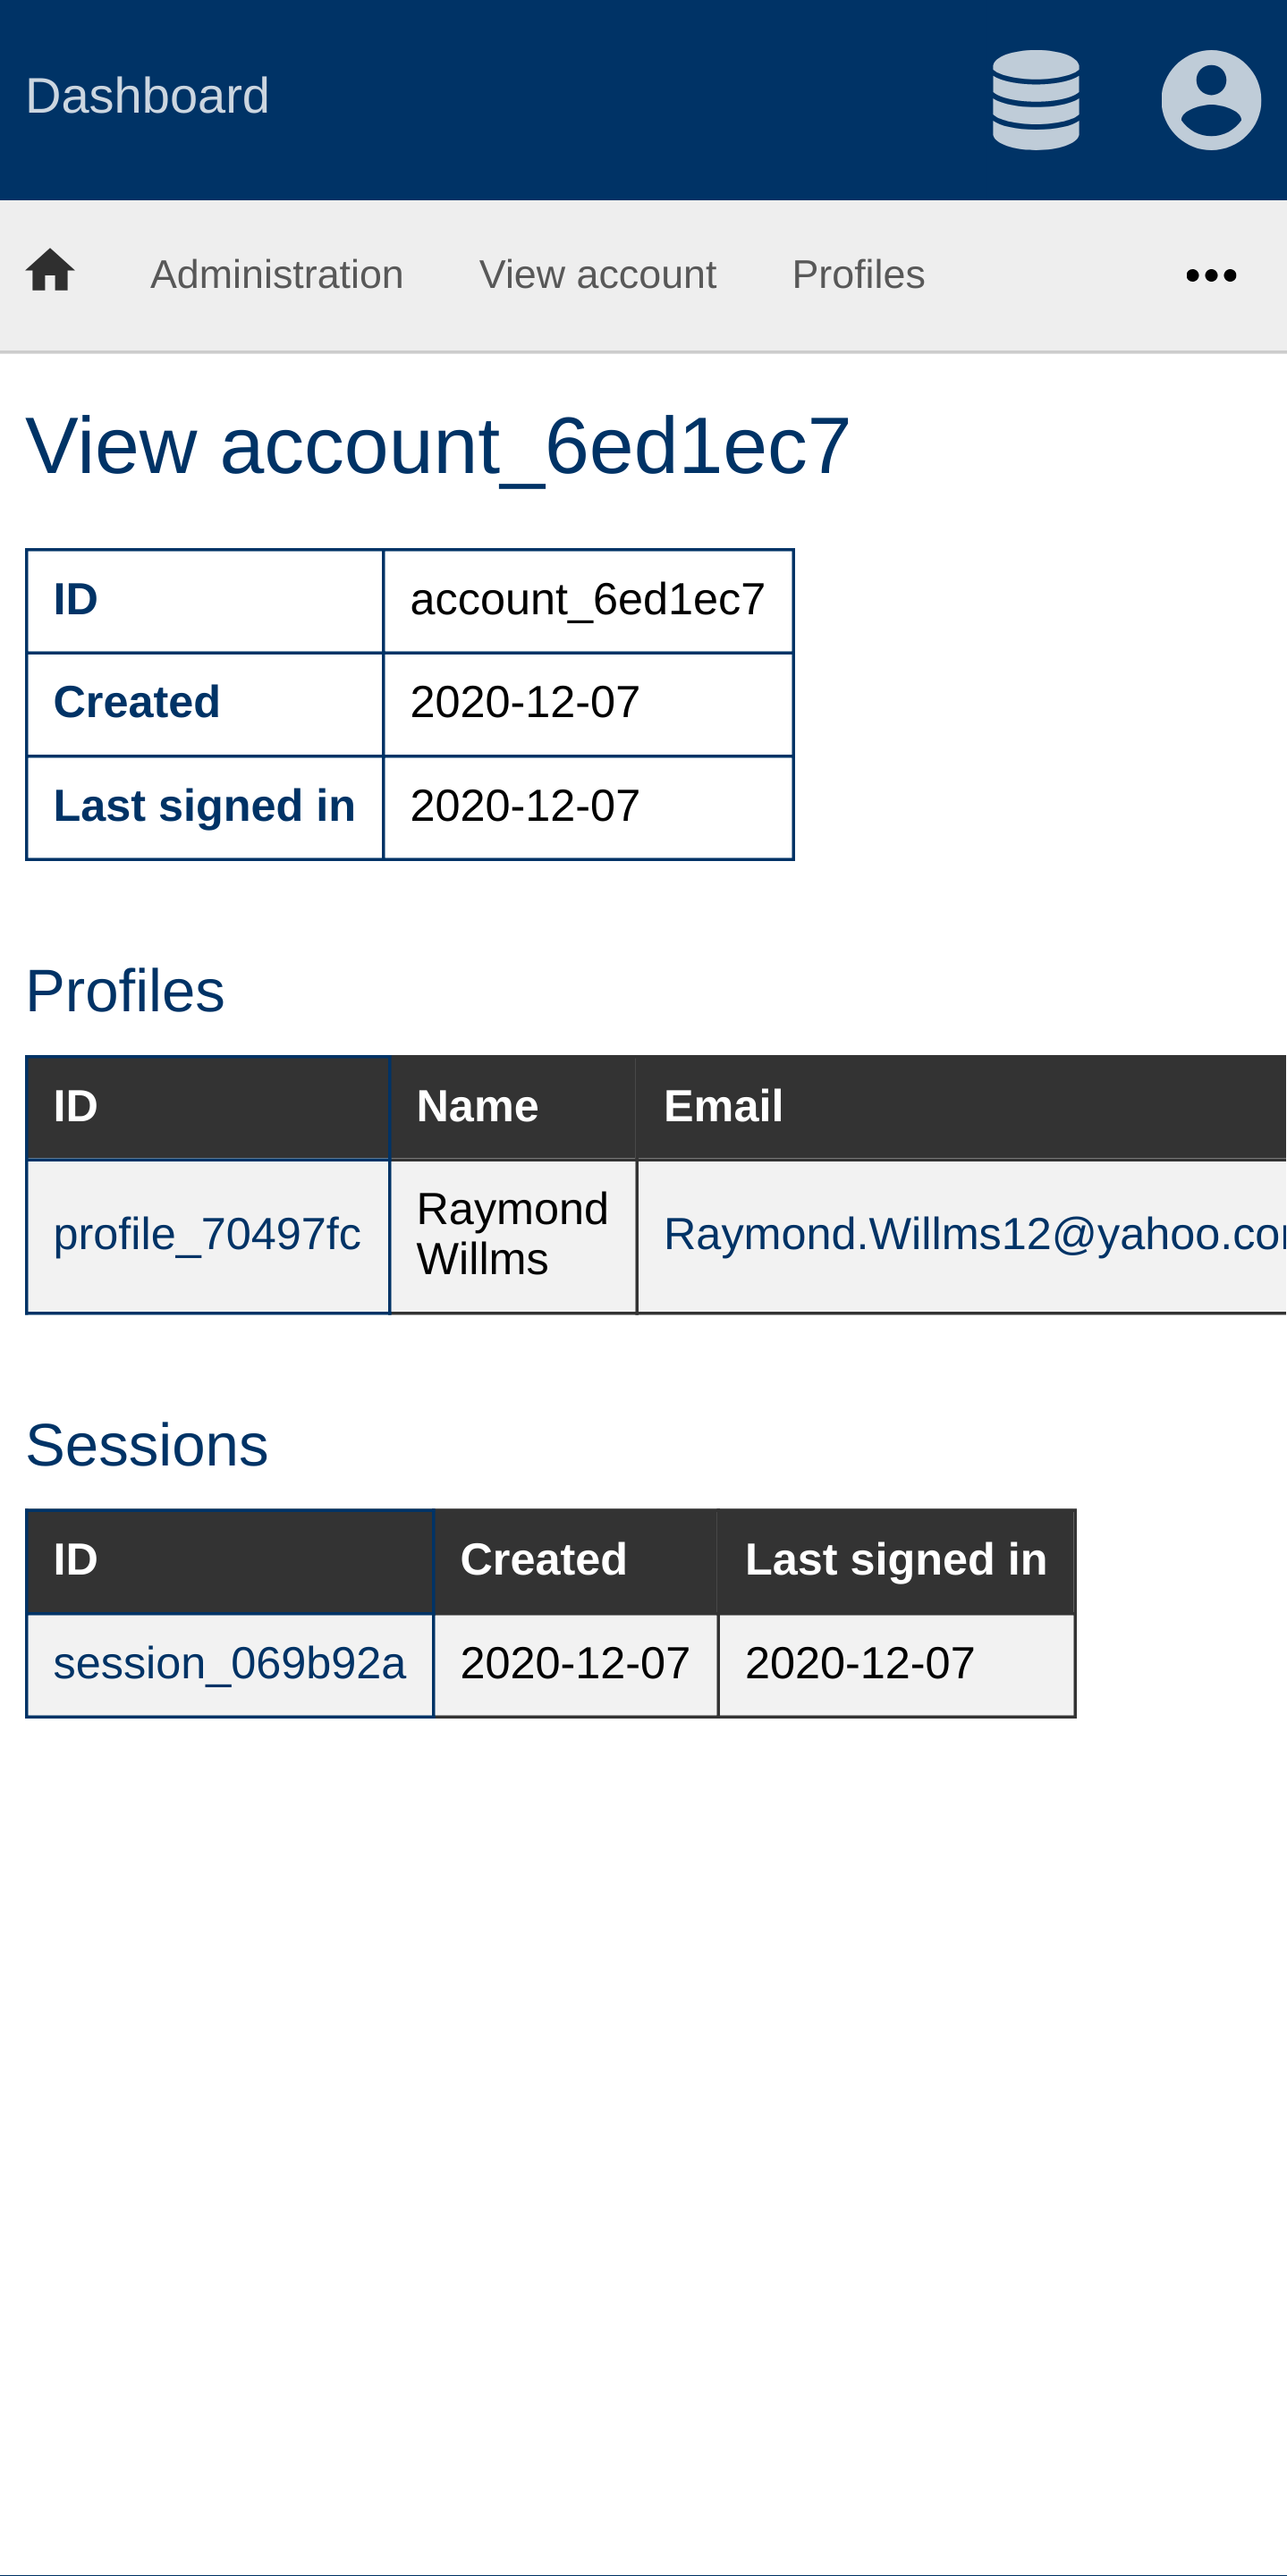 Dashboard
Administration View account Profiles
View account_6ed1ec7
ID account_6ed1ec7
Created 2020-12-07
Last signed in 2020-12-07
Profiles
ID Name Email
profile_70497fc Raymond Willms Raymond.Willms12@yahoo.co
Sessions
ID Created Last signed in
session_069b92a 2020-12-07 2020-12-07